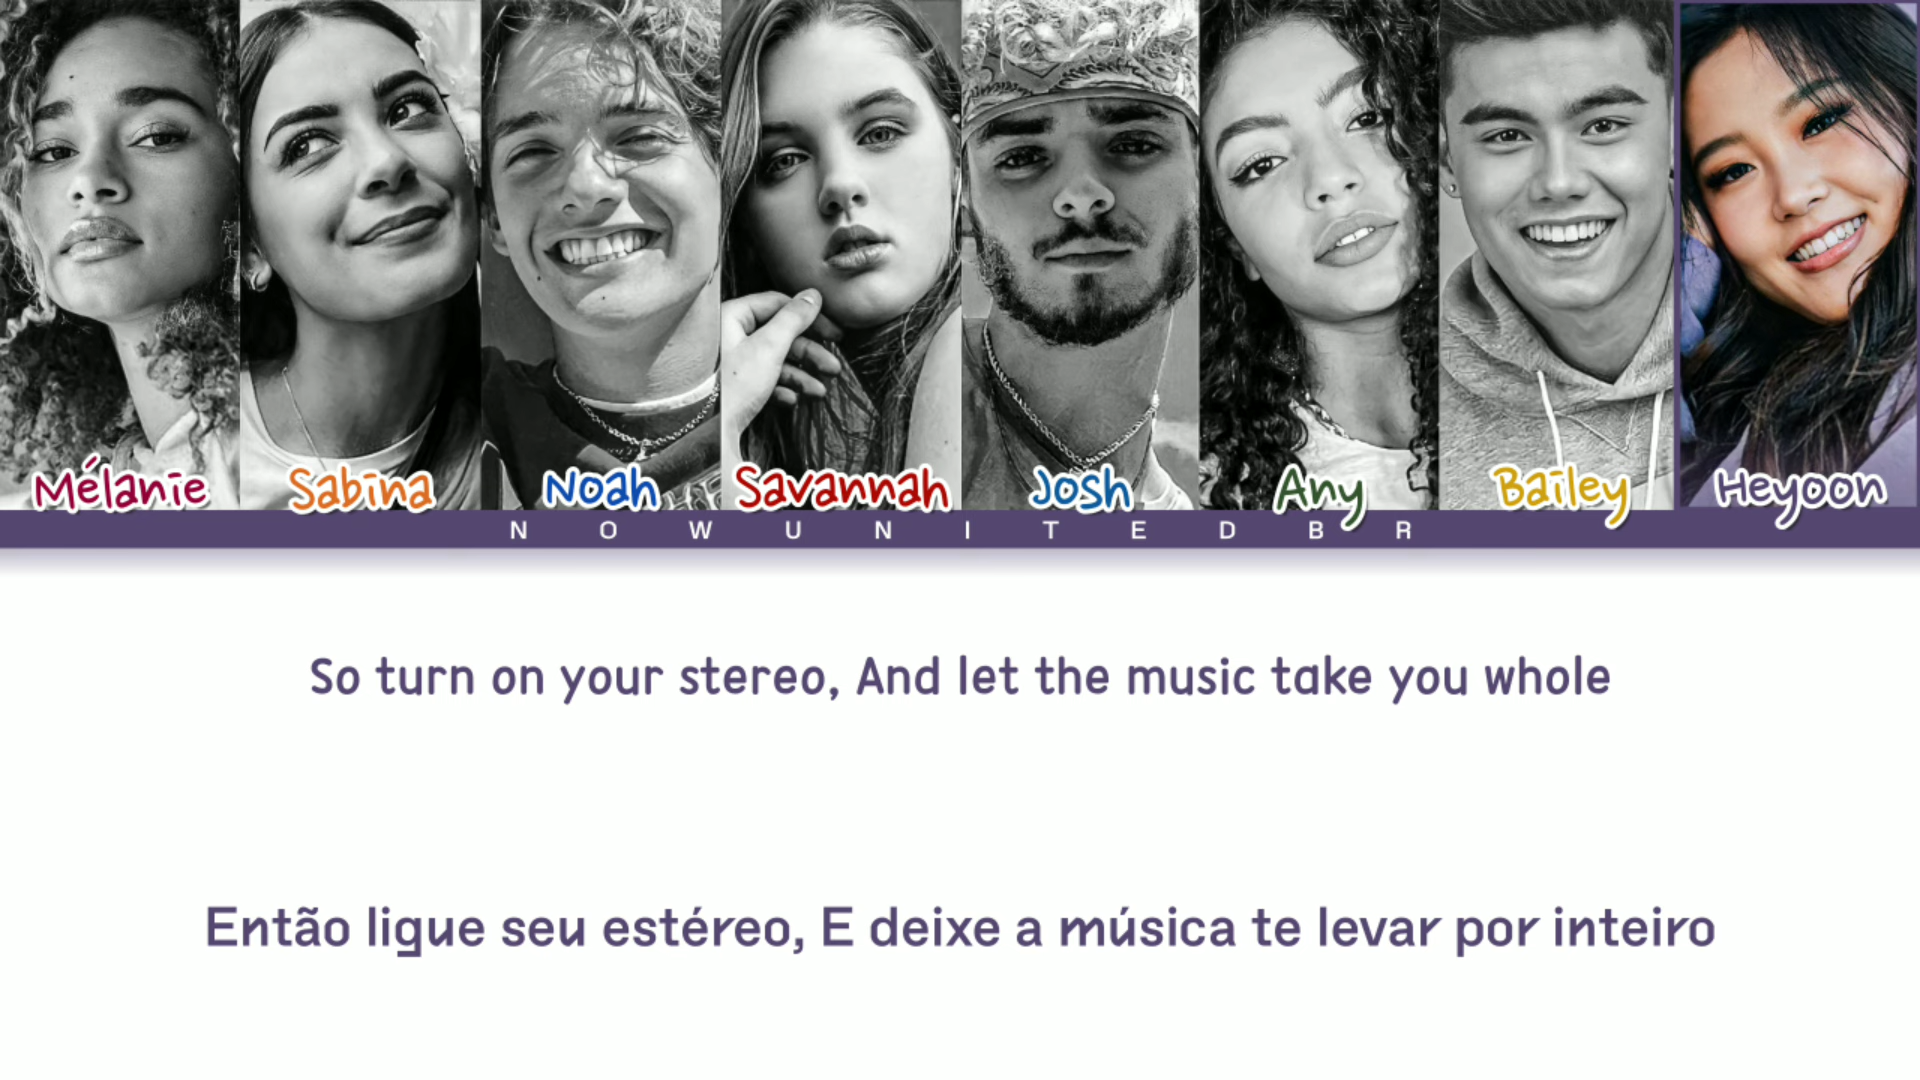 Mélanie Sabina Noah Savannah Josh Any Bailey Heyoon
NOWUNITEDBR
So turn on your stereo, And let the music take you whole
Então ligue seu estéreo, E deixe a música te levar por inteiro